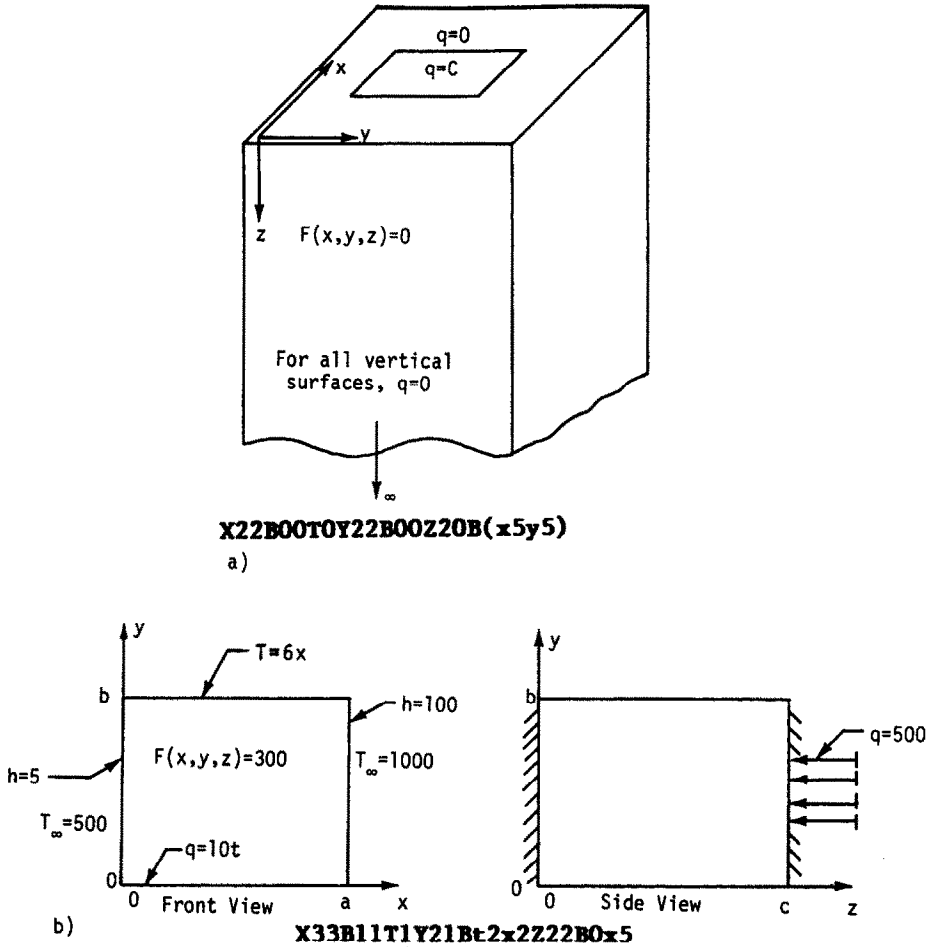 q=0
q=C
x
y
z
F(x,y,z)=0
For all vertical
surfaces, q=0
∞
X22B00T0Y22B00Z20B(x5y5)
a)
y
T=6x
b
h=100
F(x,y,z)=300
T∞=1000
h=5
T∞=500
q=10t
0
0
Front View
a
x
y
b
q=500
0
0
Side View
c
z
b)
X33B11T1Y21Bt2x2Z22B0x5